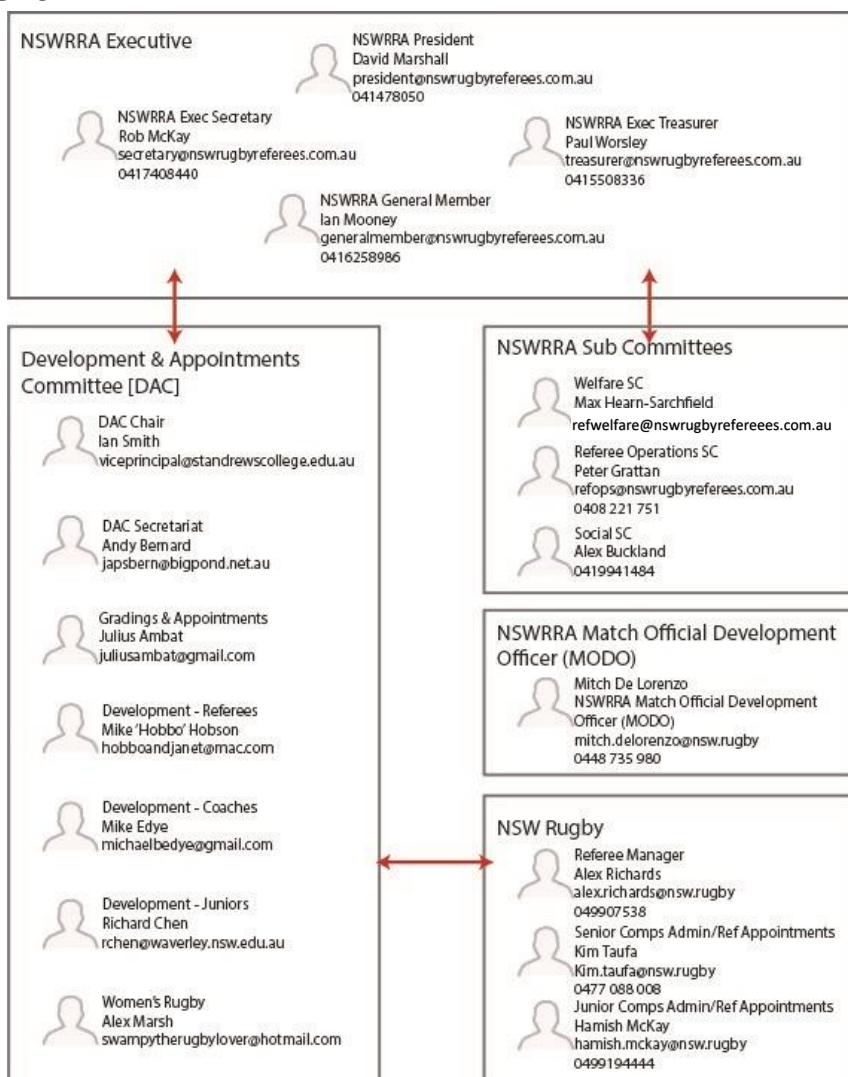 NSWRRA Executive
NSWRRA President
David Marshall
president@nswrugbyreferees.com.au
041478050
NSWRRA Exec Secretary
Rob McKay
secretary@nswrugbyreferees.com.au
0417408440
NSWRRA Exec Treasurer
Paul Worsley
treasurer@nswrugbyreferees.com.au
0415508336
NSWRRA General Member
Ian Mooney
generalmember@nswrugbyreferees.com.au
0416258986
Development & Appointments
Committee [DAC]
DAC Chair
Ian Smith
viceprincipal@standrewscollege.edu.au
DAC Secretariat
Andy Bernard
japsbern@bigpond.net.au
Gradings & Appointments
Julius Ambat
juliusambat@gmail.com
Development - Referees
Mike 'Hobbo' Hobson
hobboandjanet@mac.com
Development - Coaches
Mike Edye
michaelbedye@gmail.com
Development - Juniors
Richard Chen
rchen@waverley.nsw.edu.au
Women's Rugby
Alex Marsh
swampytherugbylover@hotmail.com
NSWRRA Sub Committees
Welfare SC
Max Hearn-Sarchfield
refwelfare@nswrugbyrefereees.com.au
Referee Operations SC
Peter Grattan
refops@nswrugbyreferees.com.au
0408 221 751
Social SC
Alex Buckland
0419941484
NSWRRA Match Official Development
Officer (MODO)
Mitch De Lorenzo
NSWRRA Match Official Development
Officer (MODO)
mitch.delorenzo@nsw.rugby
0448 735 980
NSW Rugby
Referee Manager
Alex Richards
alex.richards@nsw.rugby
049907538
Senior Comps Admin/Ref Appointments
Kim Taufa
Kim.taufa@nsw.rugby
0477 088 008
Junior Comps Admin/Ref Appointments
Hamish McKay
hamish.mckay@nsw.rugby
0499194444